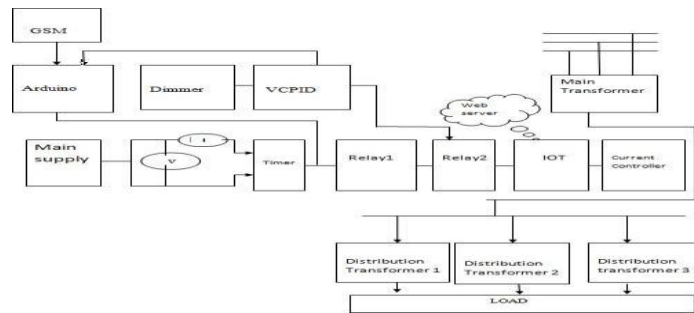 GSM
Arduino
Dimmer
VCPID
Web
server
Main
Transformer
Main
supply
V
Timer
Relay1
Relay2
IOT
Current
Controller
Distribution
Transformer 1
Distribution
Transformer 2
Distribution
transformer 3
LOAD